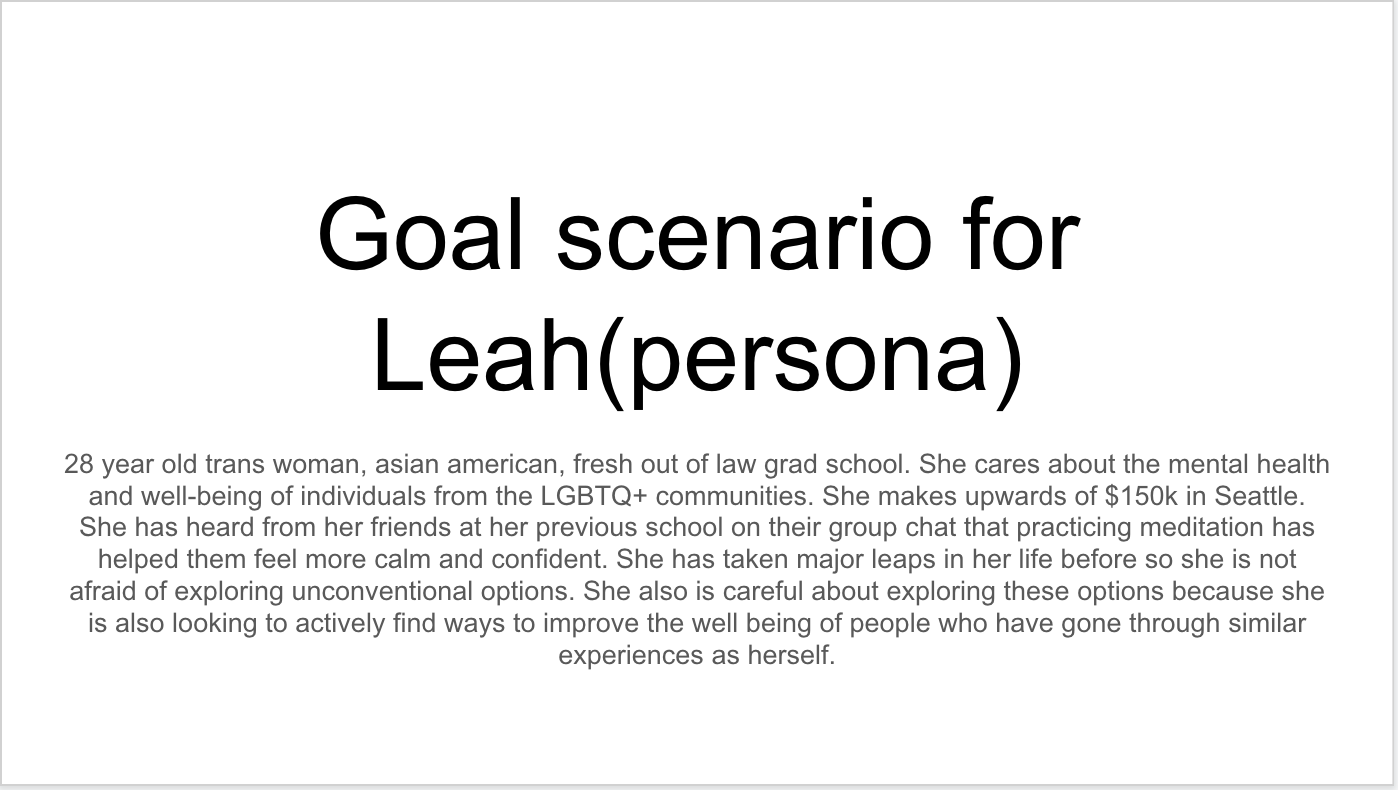 Goal scenario for
Leah(persona)
28 year old trans woman, asian american, fresh out of law grad school. She cares about the mental health
and well-being of individuals from the LGBTQ+ communities. She makes upwards of $150k in Seattle.
She has heard from her friends at her previous school on their group chat that practicing meditation has
helped them feel more calm and confident. She has taken major leaps in her life before so she is not
afraid of exploring unconventional options. She also is careful about exploring these options because she
is also looking to actively find ways to improve the well being of people who have gone through similar
experiences as herself.